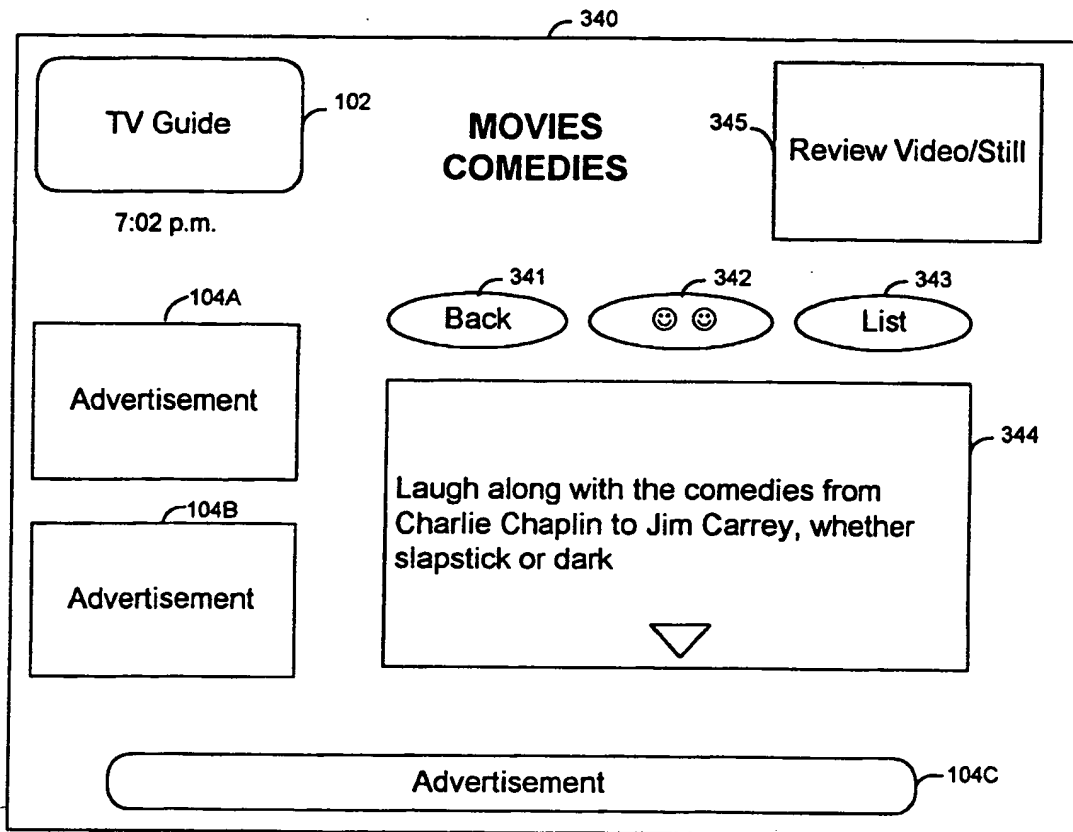 340
TV Guide
102
MOVIES
COMEDIES
345
Review Video/Still
7:02 p.m.
341
342
343
Back
☺ ☺
List
104A
Advertisement
344
Laugh along with the comedies from
Charlie Chaplin to Jim Carrey, whether
slapstick or dark
104B
Advertisement
Advertisement
104C